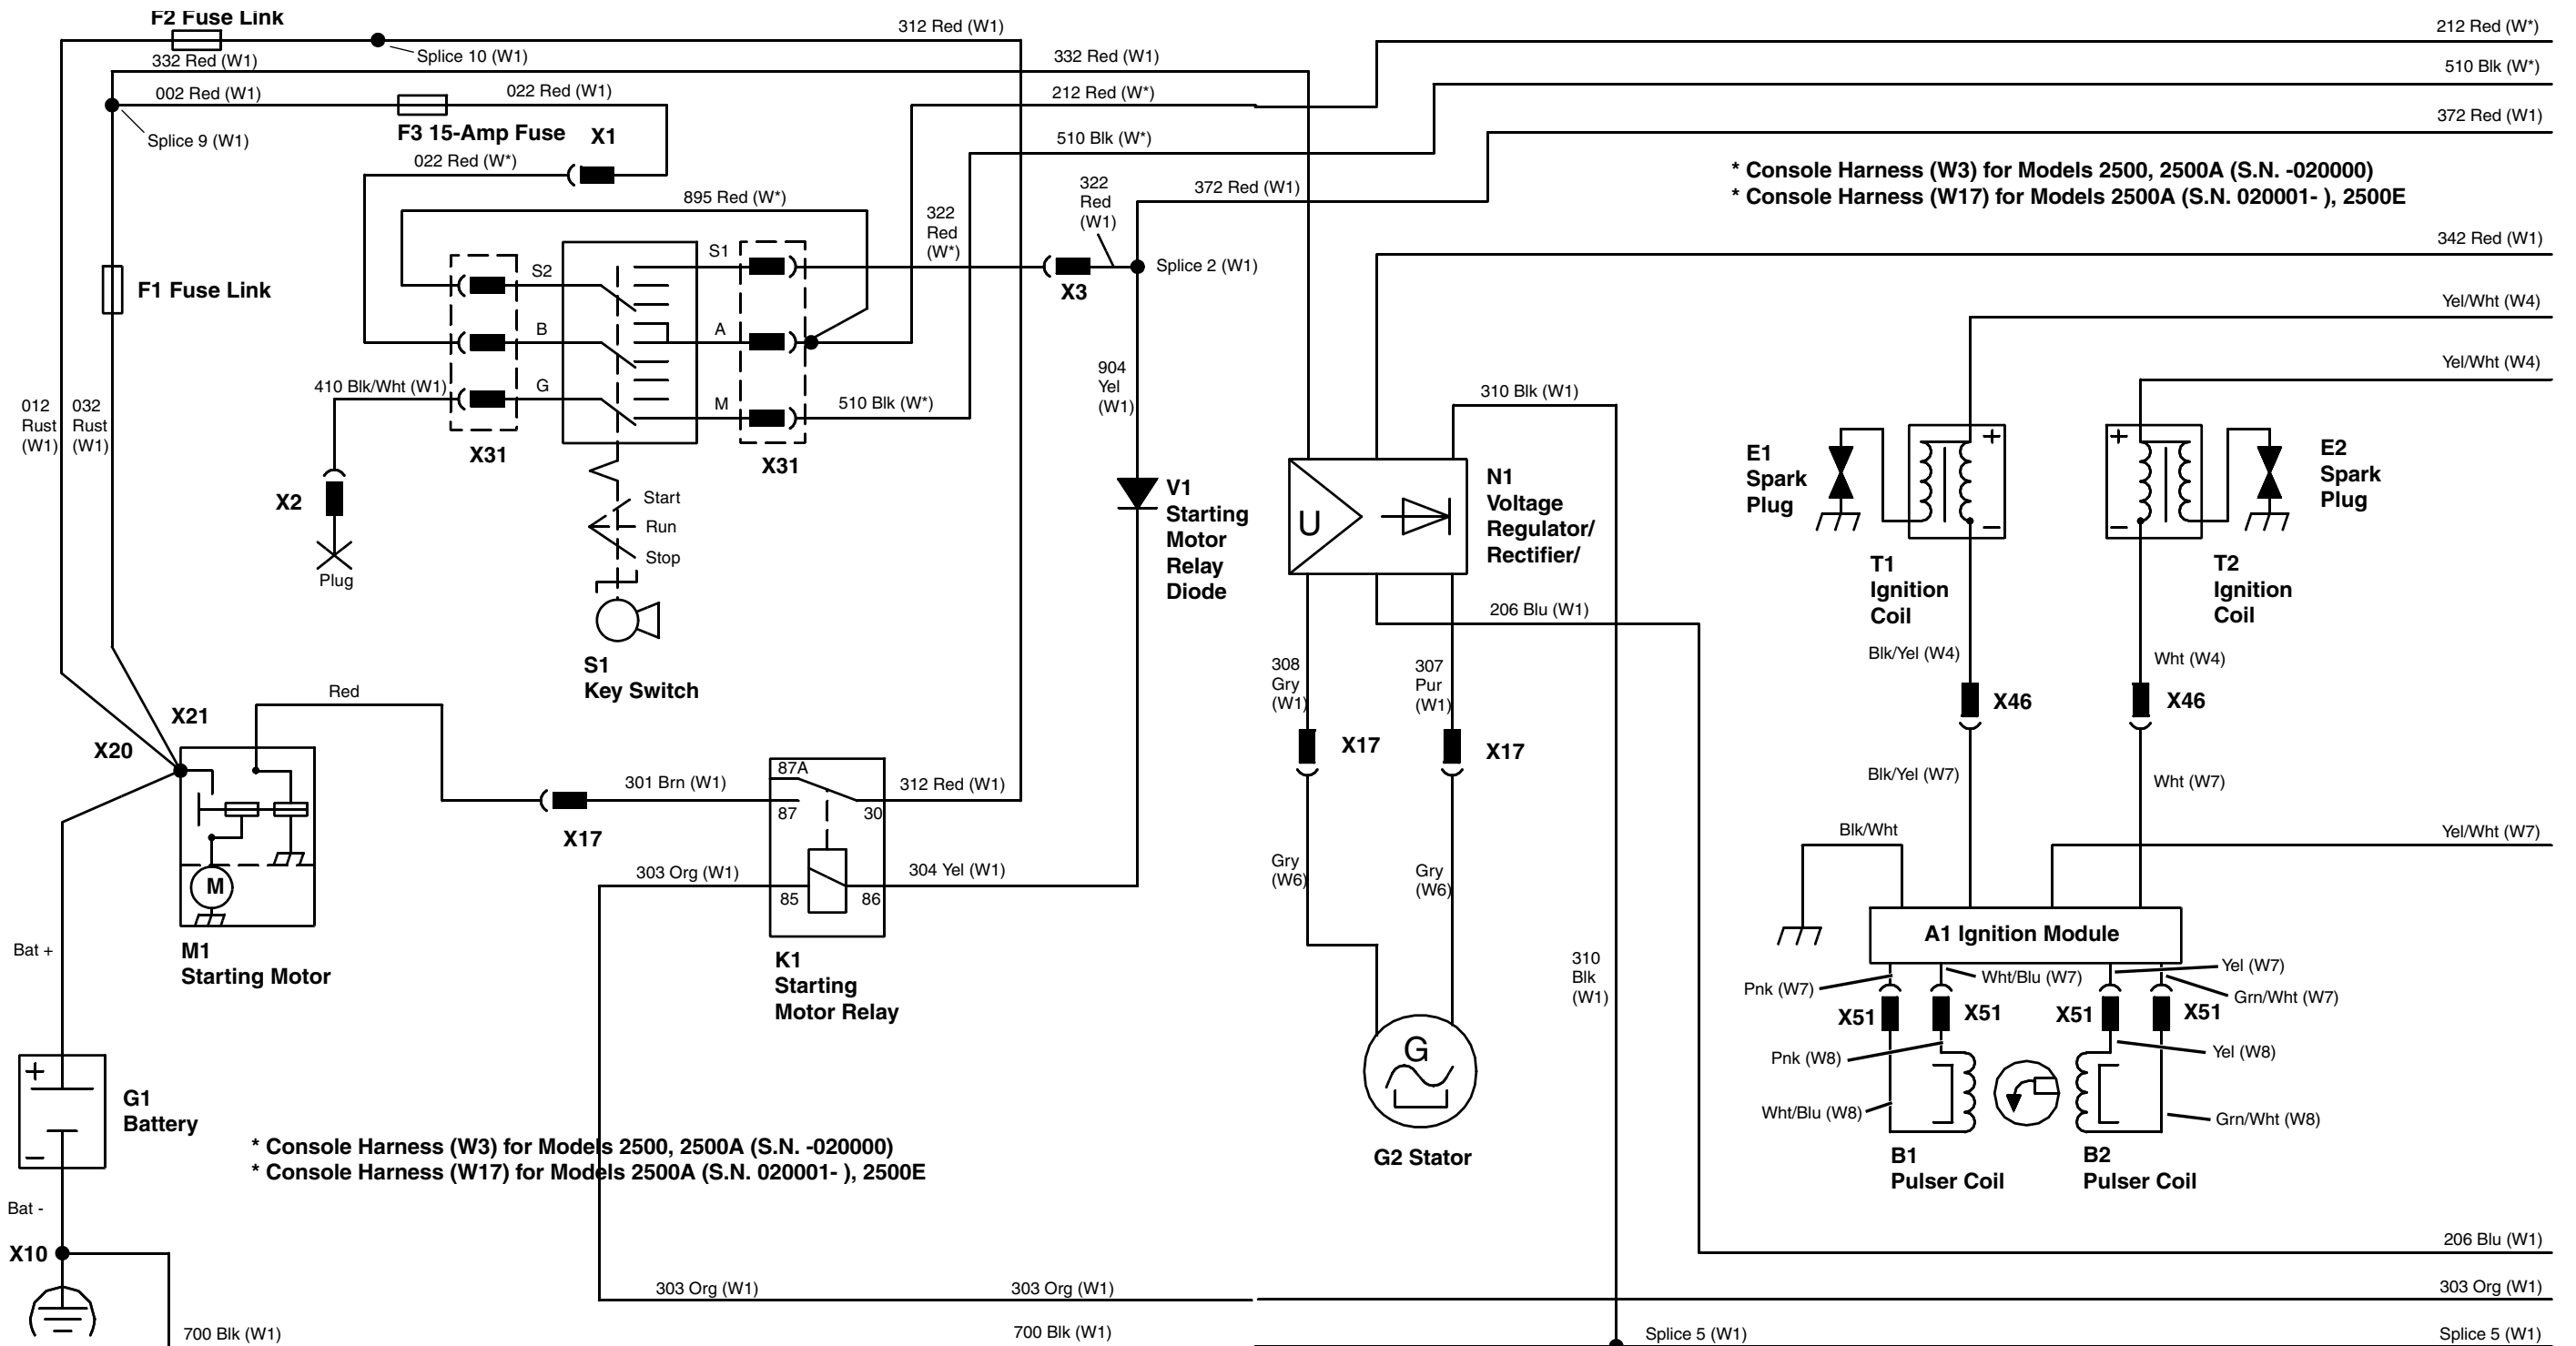 F2 Fuse Link
312 Red (W1)
212 Red (W*)
Splice 10 (W1)
332 Red (W1)
332 Red (W1)
510 Blk (W*)
002 Red (W1)
022 Red (W1)
212 Red (W*)
372 Red (W1)
Splice 9 (W1)
F3 15-Amp Fuse
X1
510 Blk (W*)
022 Red (W*)
* Console Harness (W3) for Models 2500, 2500A (S.N. -020000)
* Console Harness (W17) for Models 2500A (S.N. 020001- ), 2500E
895 Red (W*)
322
Red
(W*)
322
Red
(W1)
372 Red (W1)
342 Red (W1)
S2
S1
Splice 2 (W1)
X3
F1 Fuse Link
B
A
Yel/Wht (W4)
Yel/Wht (W4)
410 Blk/Wht (W1)
G
M
510 Blk (W*)
904
Yel
(W1)
310 Blk (W1)
012
Rust
(W1)
032
Rust
(W1)
X31
X31
X2
Plug
Start
Run
Stop
S1
Key Switch
V1
Starting
Motor
Relay
Diode
U
N1
Voltage
Regulator/
Rectifier/
E1
Spark
Plug
+
−
T1
Ignition
Coil
+
−
T2
Ignition
Coil
E2
Spark
Plug
206 Blu (W1)
308
Gry
(W1)
307
Pur
(W1)
Blk/Yel (W4)
Wht (W4)
X46
X46
X17
X17
Blk/Yel (W7)
Wht (W7)
Red
X21
X20
301 Brn (W1)
X17
87A
87
30
312 Red (W1)
303 Org (W1)
85
86
304 Yel (W1)
Gry
(W6)
Gry
(W6)
Blk/Wht
Yel/Wht (W7)
M
M1
Starting Motor
Bat +
K1
Starting
Motor Relay
310
Blk
(W1)
A1 Ignition Module
Pnk (W7)
Wht/Blu (W7)
Yel (W7)
Grn/Wht (W7)
X51
X51
X51
X51
Pnk (W8)
Yel (W8)
Wht/Blu (W8)
Grn/Wht (W8)
B1
Pulser Coil
B2
Pulser Coil
G
G2 Stator
+
−
G1
Battery
* Console Harness (W3) for Models 2500, 2500A (S.N. -020000)
* Console Harness (W17) for Models 2500A (S.N. 020001- ), 2500E
Bat -
X10
206 Blu (W1)
303 Org (W1)
303 Org (W1)
303 Org (W1)
700 Blk (W1)
700 Blk (W1)
Splice 5 (W1)
Splice 5 (W1)